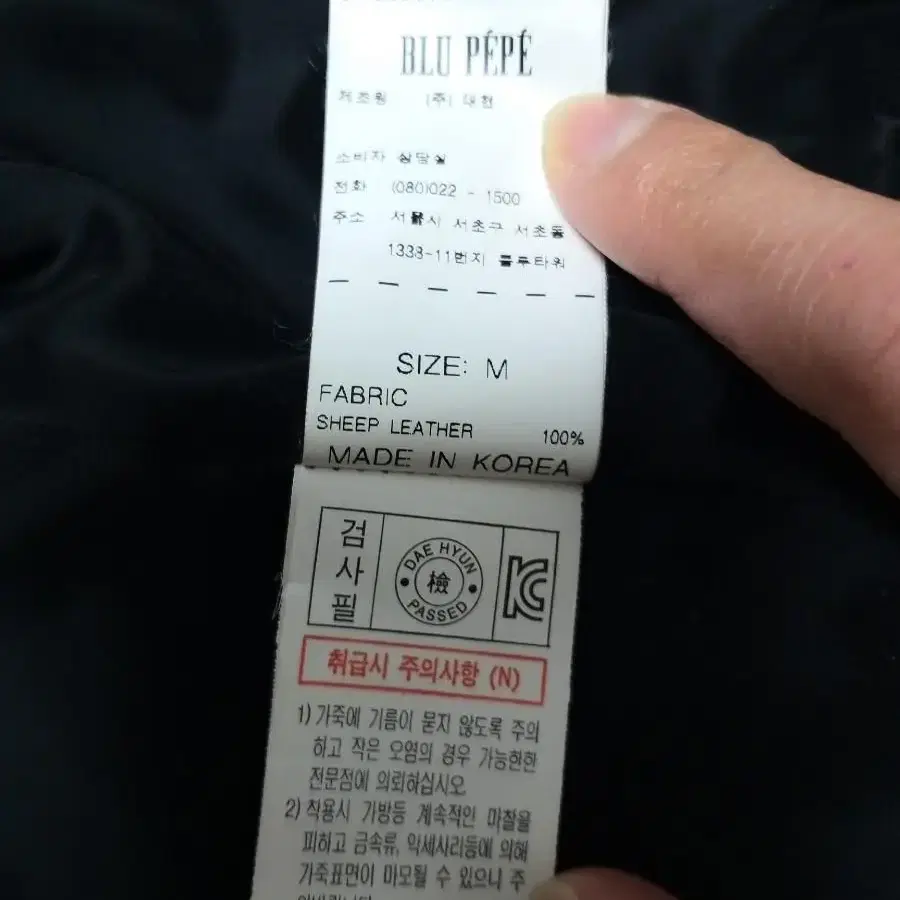 BLU PÉPÉ
제조원 (주) 대현
소비자 상담실
전화 (080)022 - 1500
주소 서울시 서초구 서초동
1338-11번지 블루타워
SIZE: M
FABRIC
SHEEP LEATHER 100%
MADE IN KOREA
검사필
DAE HYUN
檢
PASSED
KC
취급시 주의사항 (N)
1) 가죽에 기름이 묻지 않도록 주의
하고 작은 오염의 경우 가능한한
전문점에 의뢰하십시오.
2) 착용시 가방등 계속적인 마찰을
피하고 금속류, 악세사리등에 의해
가죽표면이 마모될 수 있으니 주